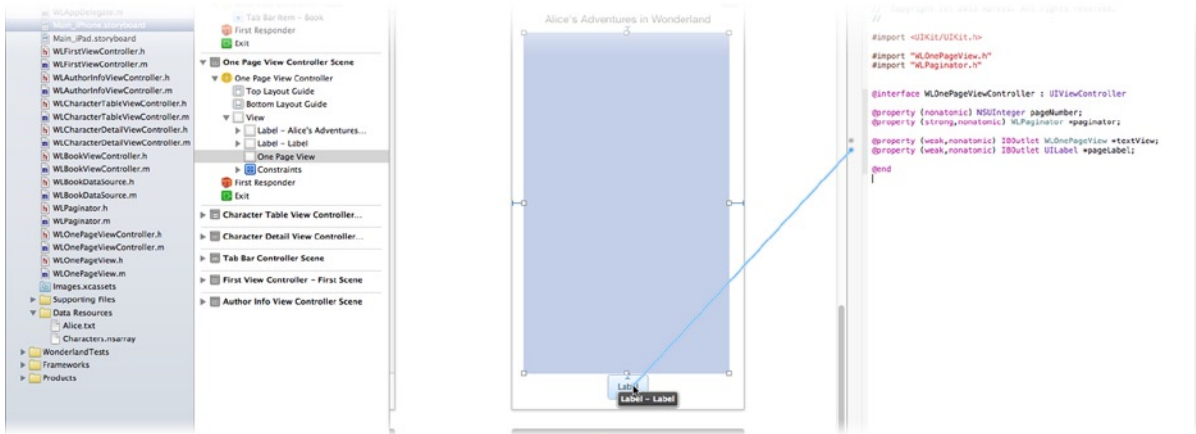 WLAppDelegate.m
Main_iPhone.storyboard
Main_iPad.storyboard
WLFirstViewController.h
WLFirstViewController.m
WLAuthorInfoViewController.h
WLAuthorInfoViewController.m
WLCharacterTableViewController.h
WLCharacterTableViewController.m
WLCharacterDetailViewController.h
WLCharacterDetailViewController.m
WLBookViewController.h
WLBookViewController.m
WLBookDataSource.h
WLBookDataSource.m
WLPaginator.h
WLPaginator.m
WLOnePageViewController.h
WLOnePageViewController.m
WLOnePageView.h
WLOnePageView.m
Images.xcassets
Supporting Files
Data Resources
Alice.txt
Characters.nsarray
WonderlandTests
Frameworks
Products
Tab Bar Item – Book
First Responder
Exit
One Page View Controller Scene
One Page View Controller
Top Layout Guide
Bottom Layout Guide
View
Label – Alice's Adventures...
Label – Label
One Page View
Constraints
First Responder
Exit
Character Table View Controller...
Character Detail View Controller...
Tab Bar Controller Scene
First View Controller – First Scene
Author Info View Controller Scene
Alice's Adventures in Wonderland
Label
Label – Label
//
#import <UIKit/UIKit.h>
#import "WLOnePageView.h"
#import "WLPaginator.h"
@interface WLOnePageViewController : UIViewController
@property (nonatomic) NSUInteger pageNumber;
@property (strong,nonatomic) WLPaginator *paginator;
@property (weak,nonatomic) IBOutlet WLOnePageView *textView;
@property (weak,nonatomic) IBOutlet UILabel *pageLabel;
@end